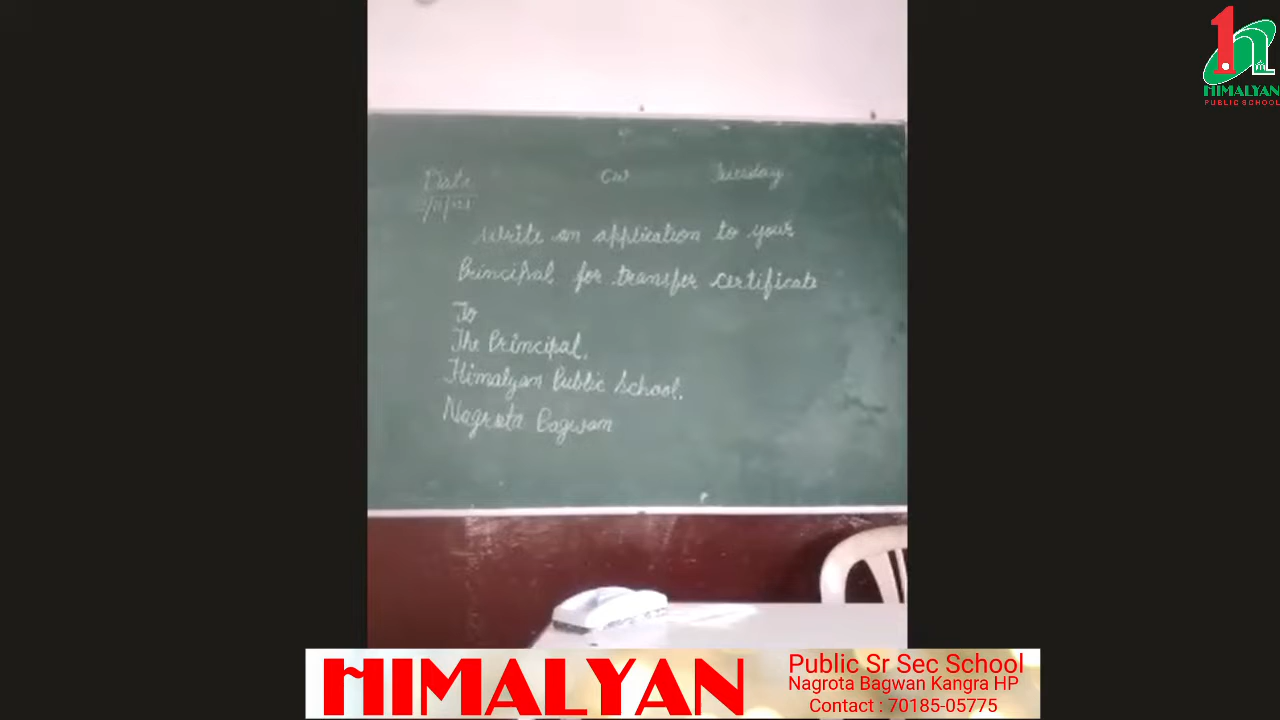 1
HIMALYAN
PUBLIC SCHOOL
Date CW Tuesday
Write an application to your
Principal for transfer certificate
To
The Principal,
Himalyan Public School.
Nagrota Bagwan
HIMALYAN
Public Sr Sec School
Nagrota Bagwan Kangra HP
Contact : 70185-05775